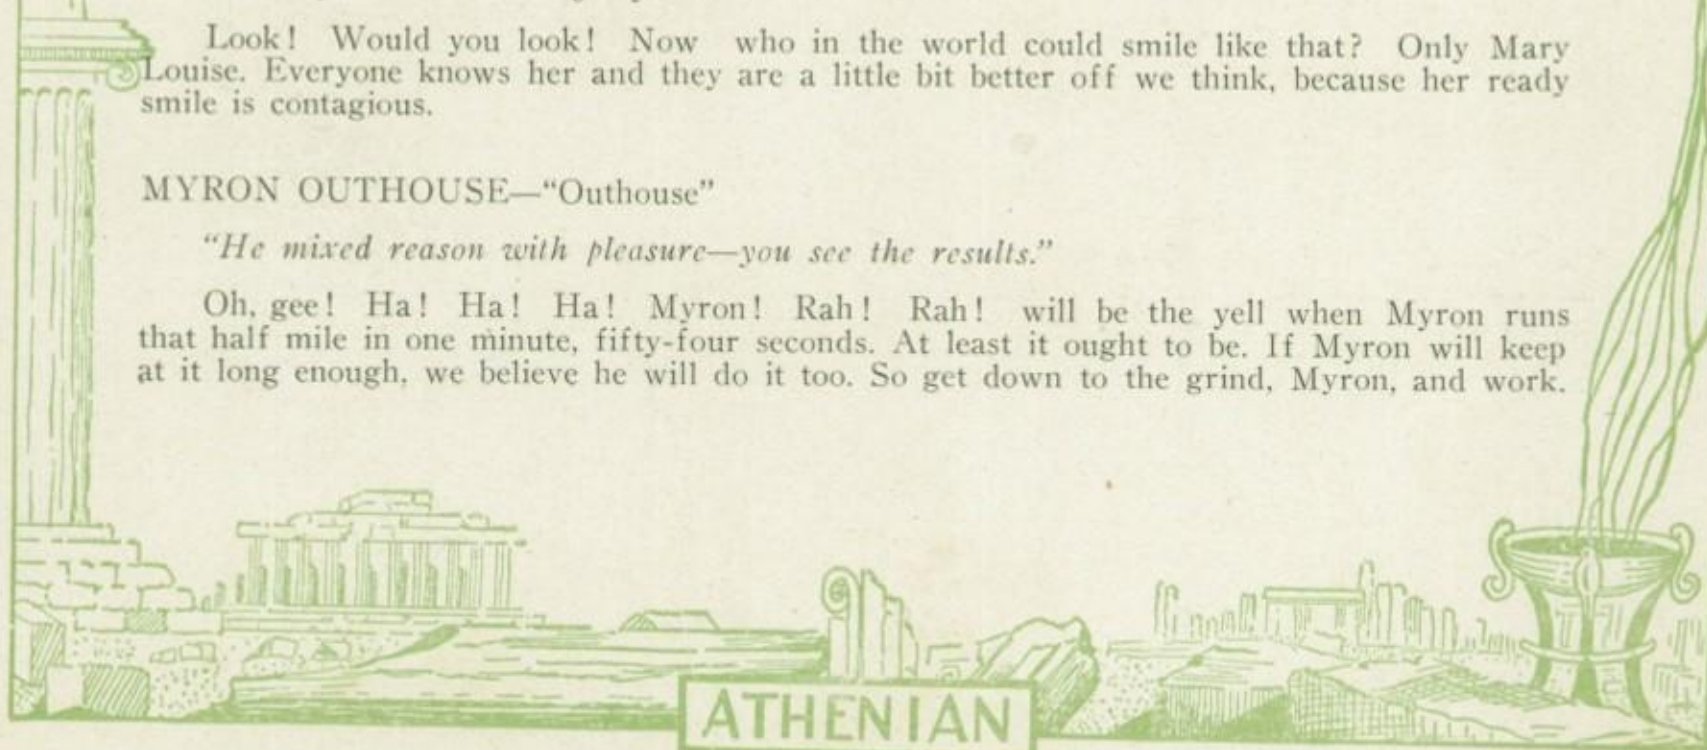 Look! Would you look! Now who in the world could smile like that? Only Mary
Louise. Everyone knows her and they are a little bit better off we think, because her ready
smile is contagious.
MYRON OUTHOUSE—“Outhouse”
“He mixed reason with pleasure—you see the results.”
Oh, gee! Ha! Ha! Ha! Myron! Rah! Rah! will be the yell when Myron runs
that half mile in one minute, fifty-four seconds. At least it ought to be. If Myron will keep
at it long enough, we believe he will do it too. So get down to the grind, Myron, and work.
ATHENIAN